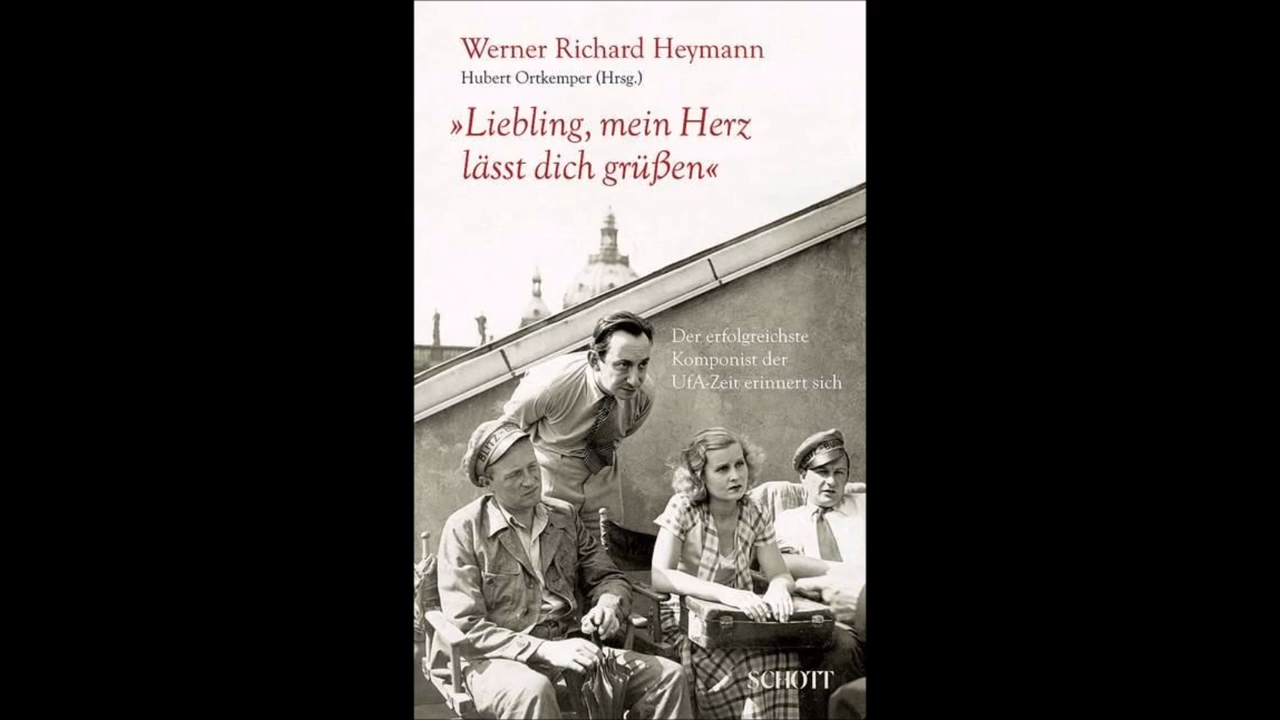 Werner Richard Heymann
Hubert Ortkemper (Hrsg.)
»Liebling, mein Herz
lässt dich grüßen«
Der erfolgreichste
Komponist der
UfA-Zeit erinnert sich
SCHOTT